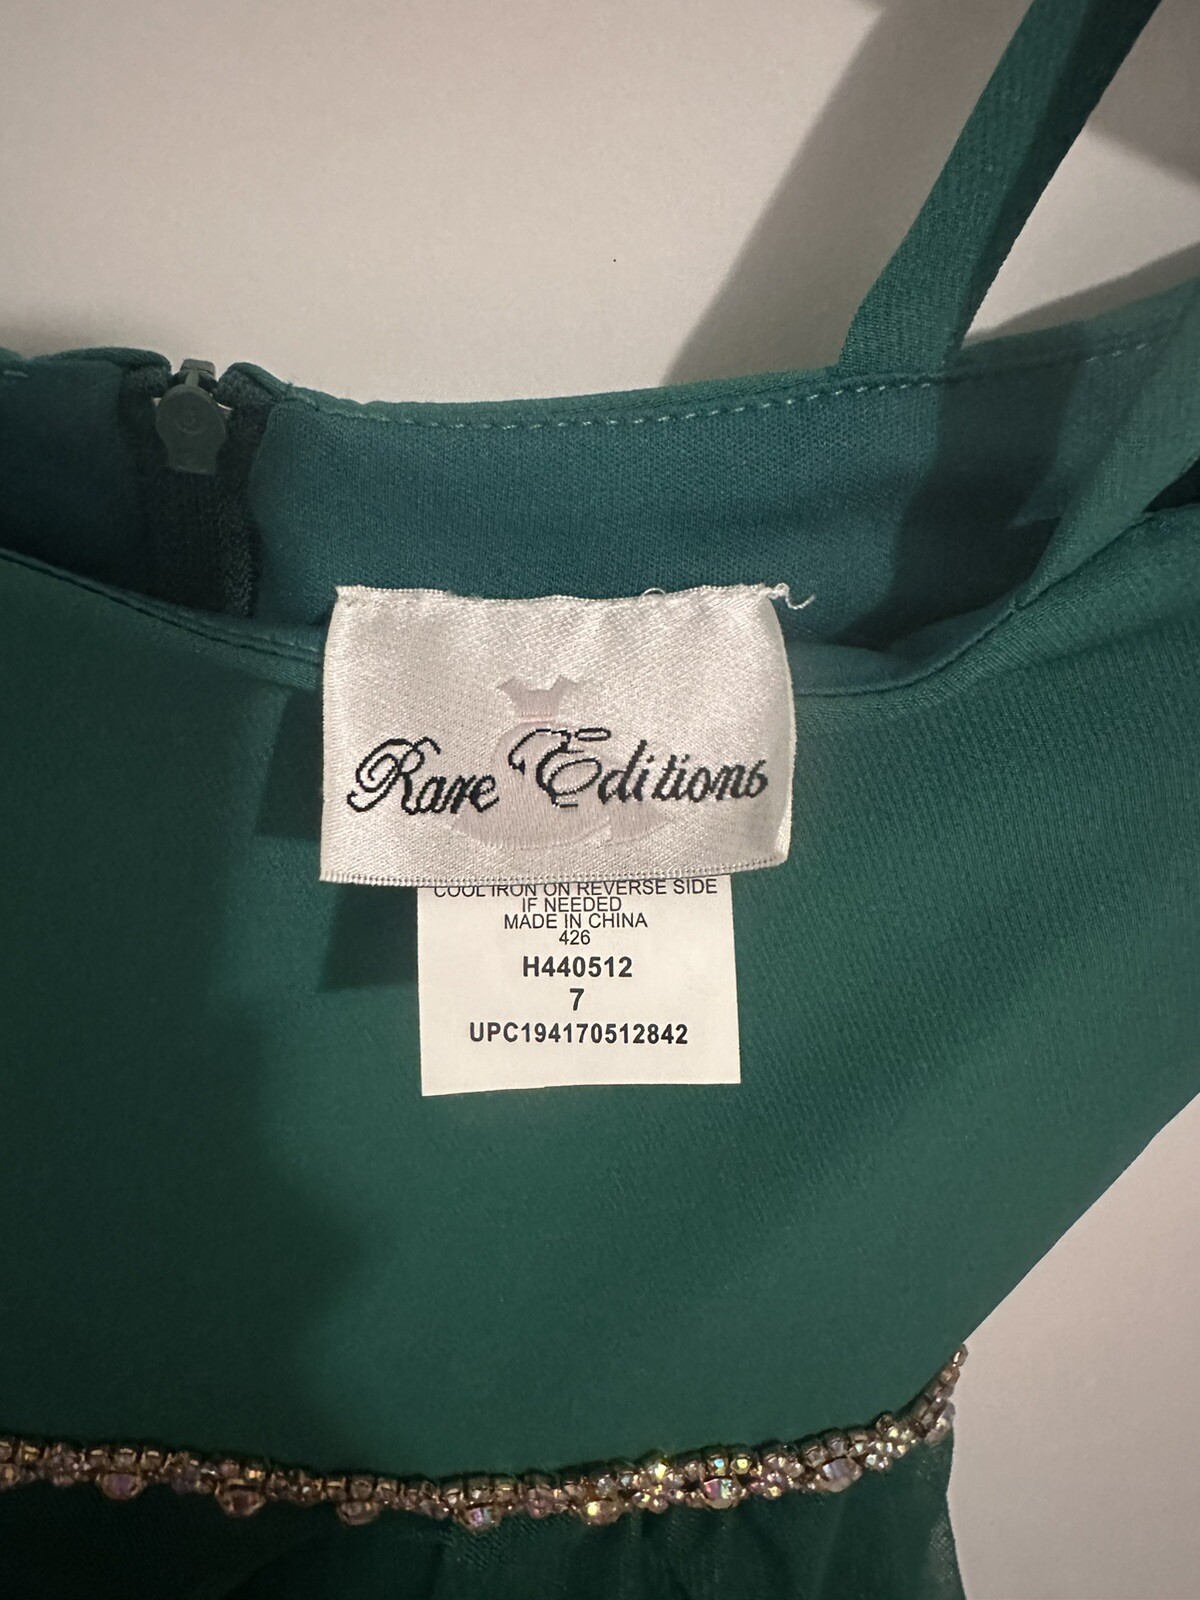 Rare Editions
COOL IRON ON REVERSE SIDE
IF NEEDED
MADE IN CHINA
426
H440512
7
UPC194170512842